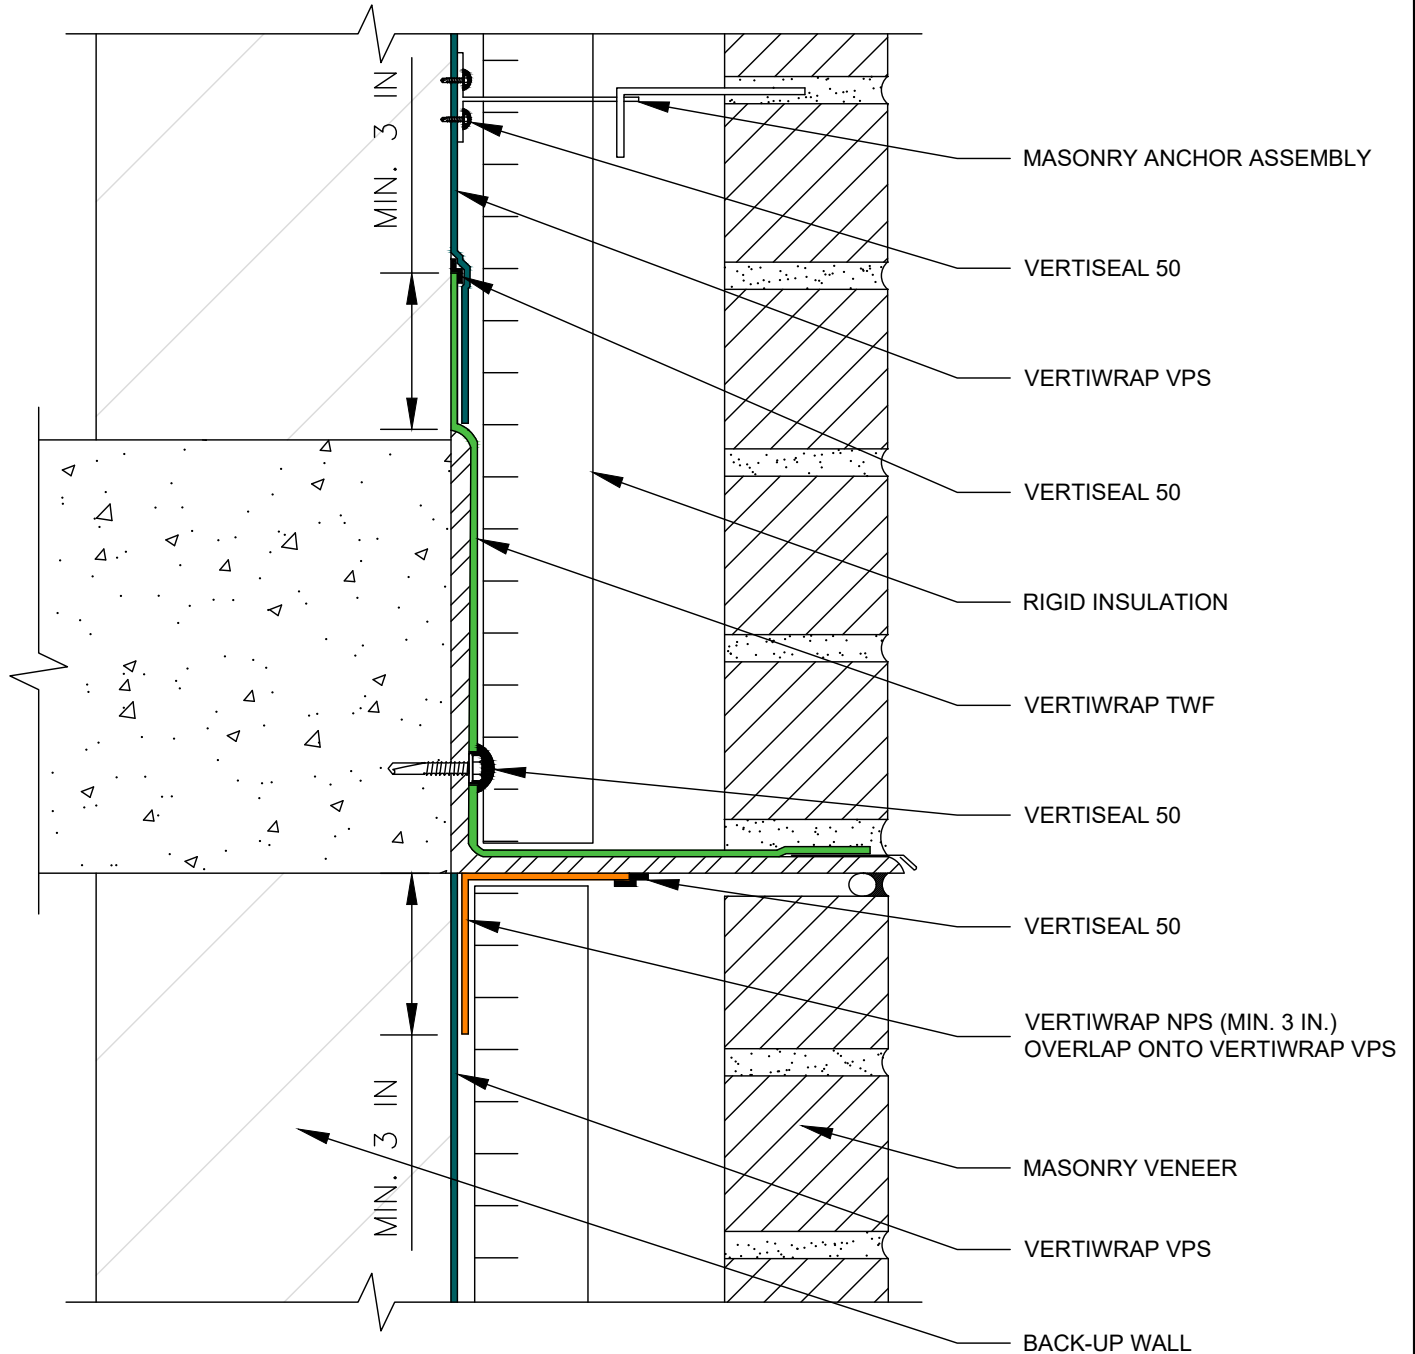 MIN. 3 IN
MASONRY ANCHOR ASSEMBLY
VERTISEAL 50
VERTIWRAP VPS
VERTISEAL 50
RIGID INSULATION
VERTIWRAP TWF
VERTISEAL 50
VERTISEAL 50
VERTIWRAP NPS (MIN. 3 IN.)
OVERLAP ONTO VERTIWRAP VPS
MIN. 3 IN
MASONRY VENEER
VERTIWRAP VPS
BACK-UP WALL